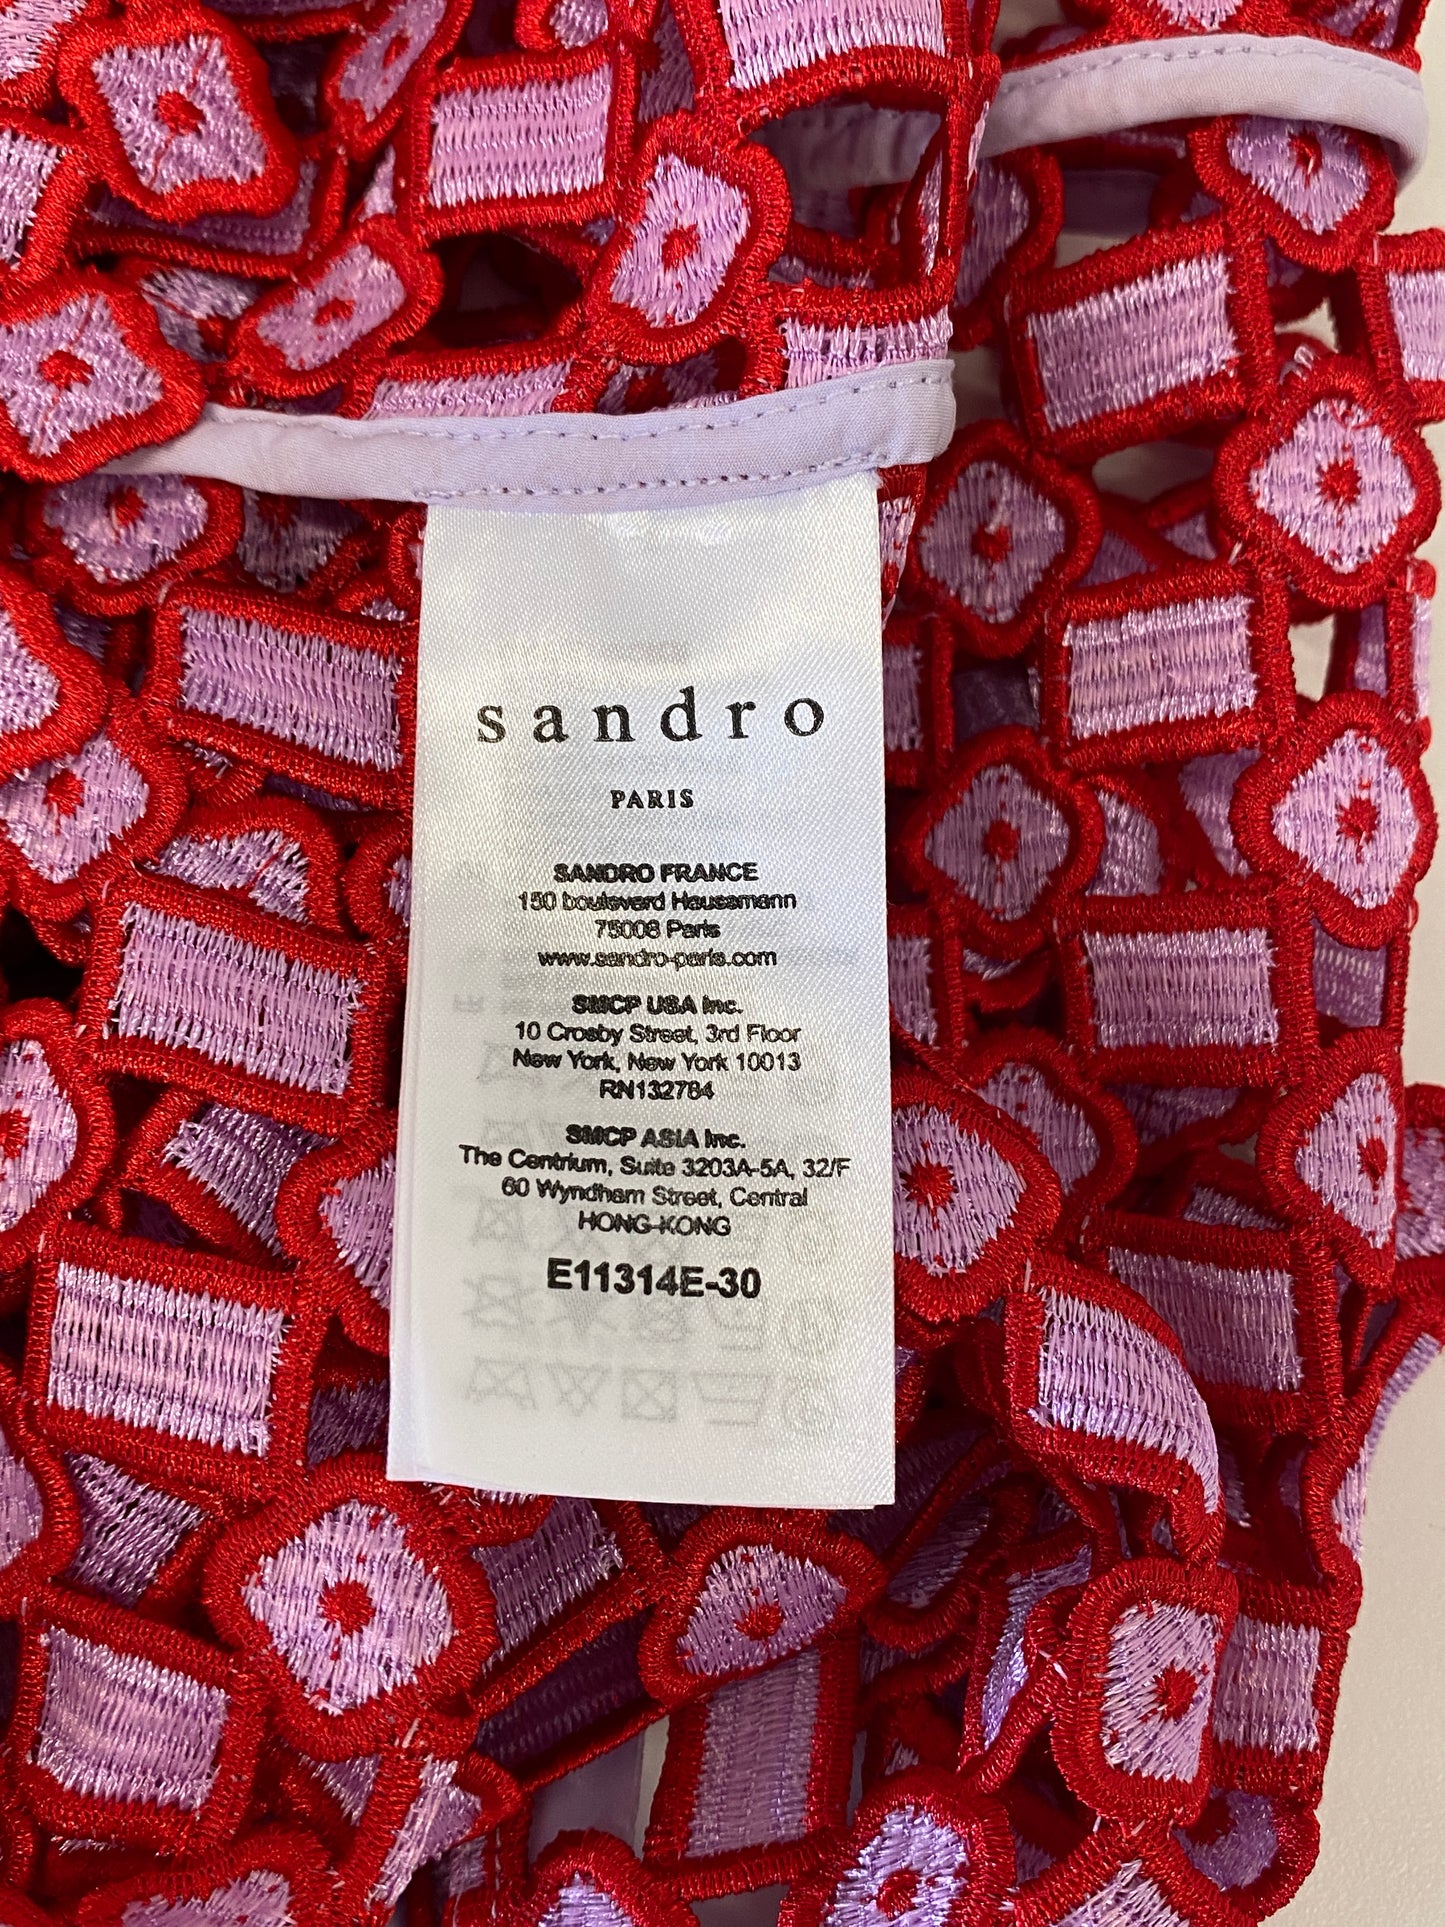 sandro
PARIS
SANDRO FRANCE
150 boulevard Haussmann
75008 Paris
www.sandro-paris.com
SMCP USA Inc.
10 Crosby Street, 3rd Floor
New York, New York 10013
RN132784
SMCP ASIA Inc.
The Centrium, Suite 3203A-5A, 32/F
60 Wyndham Street, Central
HONG-KONG
E11314E-30